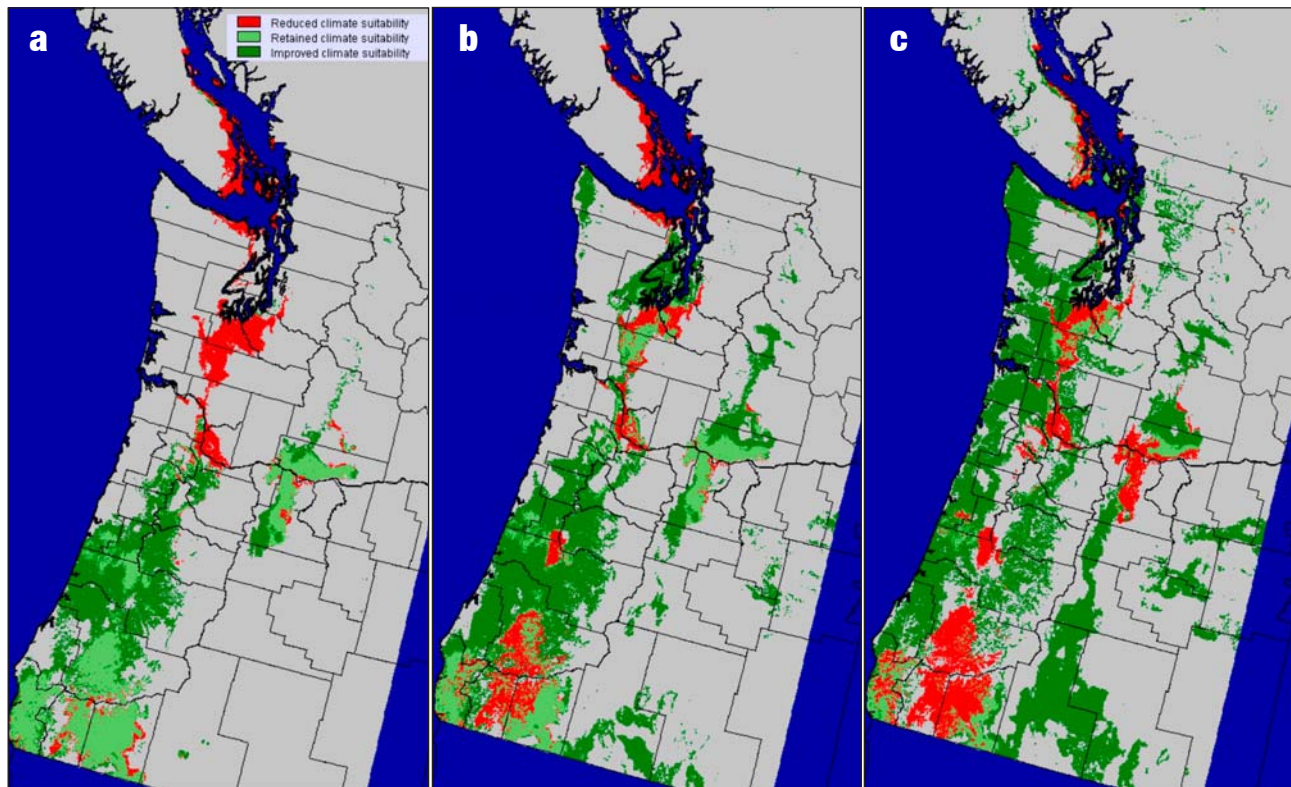 a
Reduced climate suitability
Retained climate suitability
Improved climate suitability
b
c